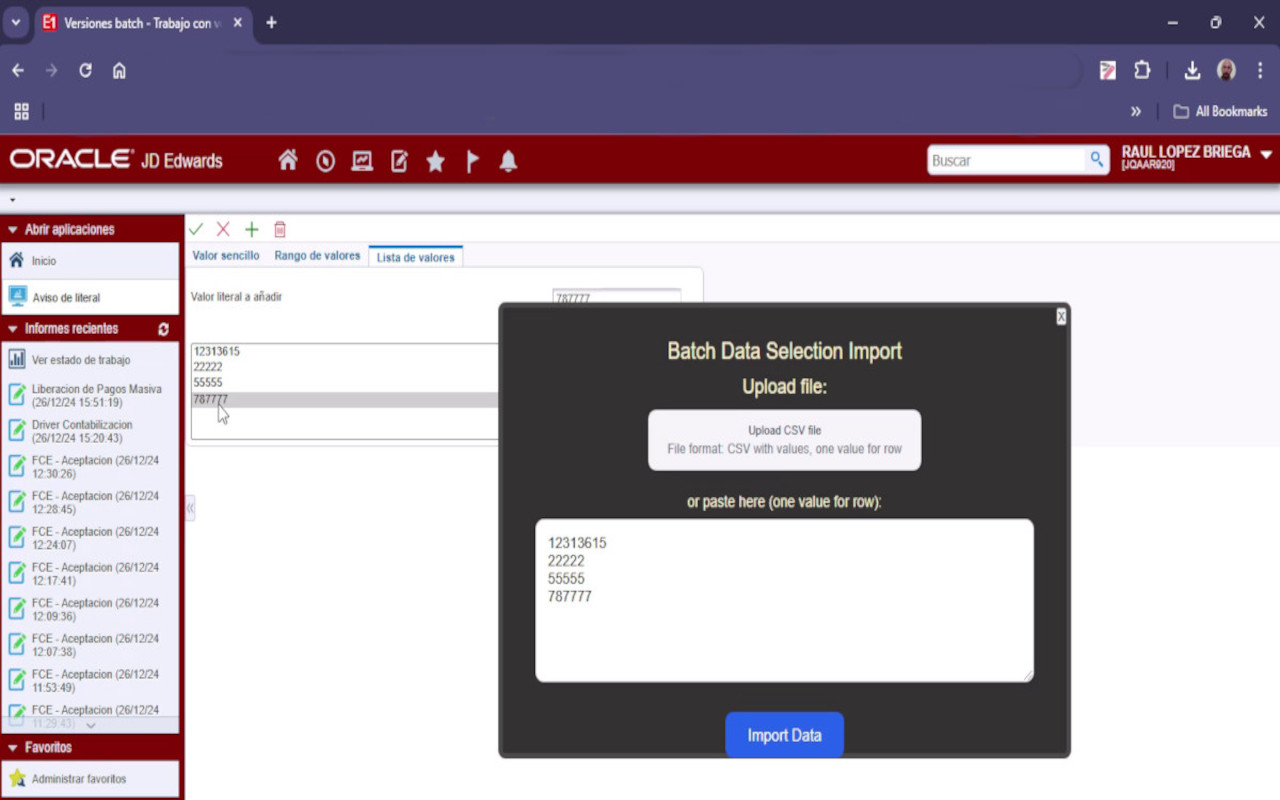 E1 Versiones batch - Trabajo con v
All Bookmarks
ORACLE® JD Edwards
Buscar
RAUL LOPEZ BRIEGA
[JQAAR920]
Abrir aplicaciones
Inicio
Aviso de literal
Informes recientes
Ver estado de trabajo
Liberacion de Pagos Masiva
(26/12/24 15:51:19)
Driver Contabilizacion
(26/12/24 15:20:43)
FCE - Aceptacion (26/12/24
12:30:26)
FCE - Aceptacion (26/12/24
12:28:45)
FCE - Aceptacion (26/12/24
12:24:07)
FCE - Aceptacion (26/12/24
12:17:41)
FCE - Aceptacion (26/12/24
12:09:36)
FCE - Aceptacion (26/12/24
12:07:38)
FCE - Aceptacion (26/12/24
11:53:49)
FCE - Aceptacion (26/12/24
11:29:43)
Favoritos
Administrar favoritos
Valor sencillo
Rango de valores
Lista de valores
Valor literal a añadir
787777
12313615
22222
55555
787777
X
Batch Data Selection Import
Upload file:
Upload CSV file
File format: CSV with values, one value for row
or paste here (one value for row):
12313615
22222
55555
787777
Import Data